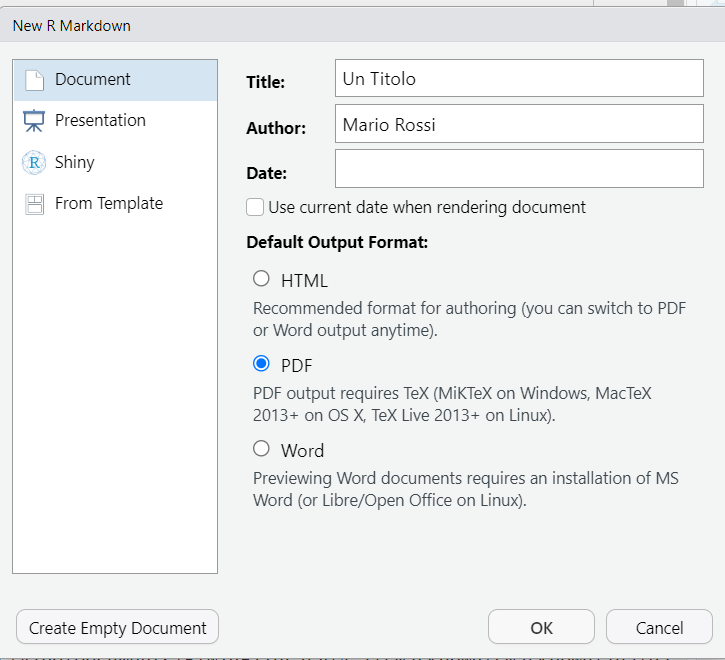 New R Markdown
Document
Presentation
Shiny
From Template
Title:
Un Titolo
Author:
Mario Rossi
Date:
Use current date when rendering document
Default Output Format:
HTML
Recommended format for authoring (you can switch to PDF
or Word output anytime).
PDF
PDF output requires TeX (MiKTeX on Windows, MacTeX
2013+ on OS X, TeX Live 2013+ on Linux).
Word
Previewing Word documents requires an installation of MS
Word (or Libre/Open Office on Linux).
Create Empty Document
OK
Cancel